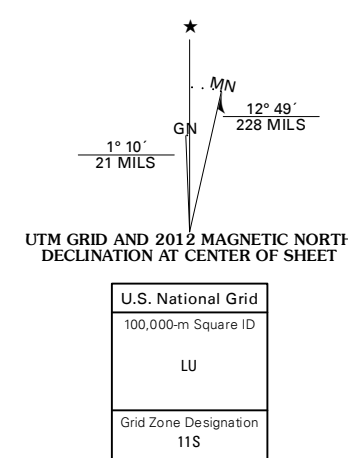 ★
MN
GN
12° 49´
228 MILS
1° 10´
21 MILS
UTM GRID AND 2012 MAGNETIC NORTH
DECLINATION AT CENTER OF SHEET
U.S. National Grid
100,000-m Square ID
LU
Grid Zone Designation
11S